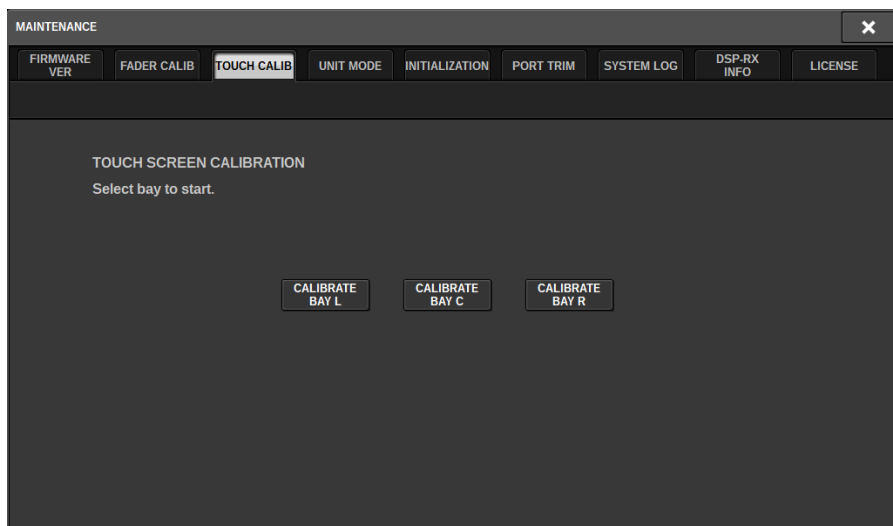 MAINTENANCE
FIRMWARE
VER
FADER CALIB
TOUCH CALIB
UNIT MODE
INITIALIZATION
PORT TRIM
SYSTEM LOG
DSP-RX
INFO
LICENSE
TOUCH SCREEN CALIBRATION
Select bay to start.
CALIBRATE
BAY L
CALIBRATE
BAY C
CALIBRATE
BAY R